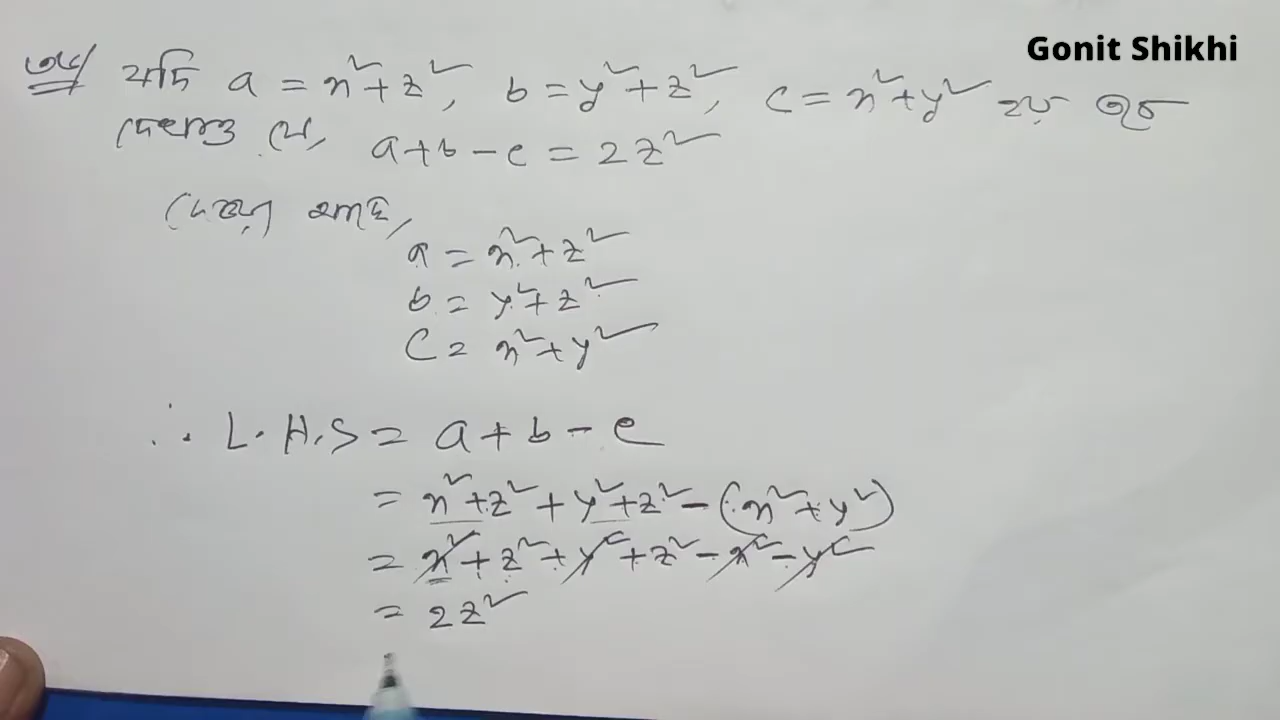 Gonit Shikhi
যদি a = x² + z², b = y² + z², c = x² + y² হয় তবে
দেখাও যে, a + b - c = 2z²
দেওয়া আছে,
a = x² + z²
b = y² + z²
c = x² + y²
∴ L.H.S = a + b - c
= x² + z² + y² + z² - (x² + y²)
= x² + z² + y² + z² - x² - y²
= 2z²